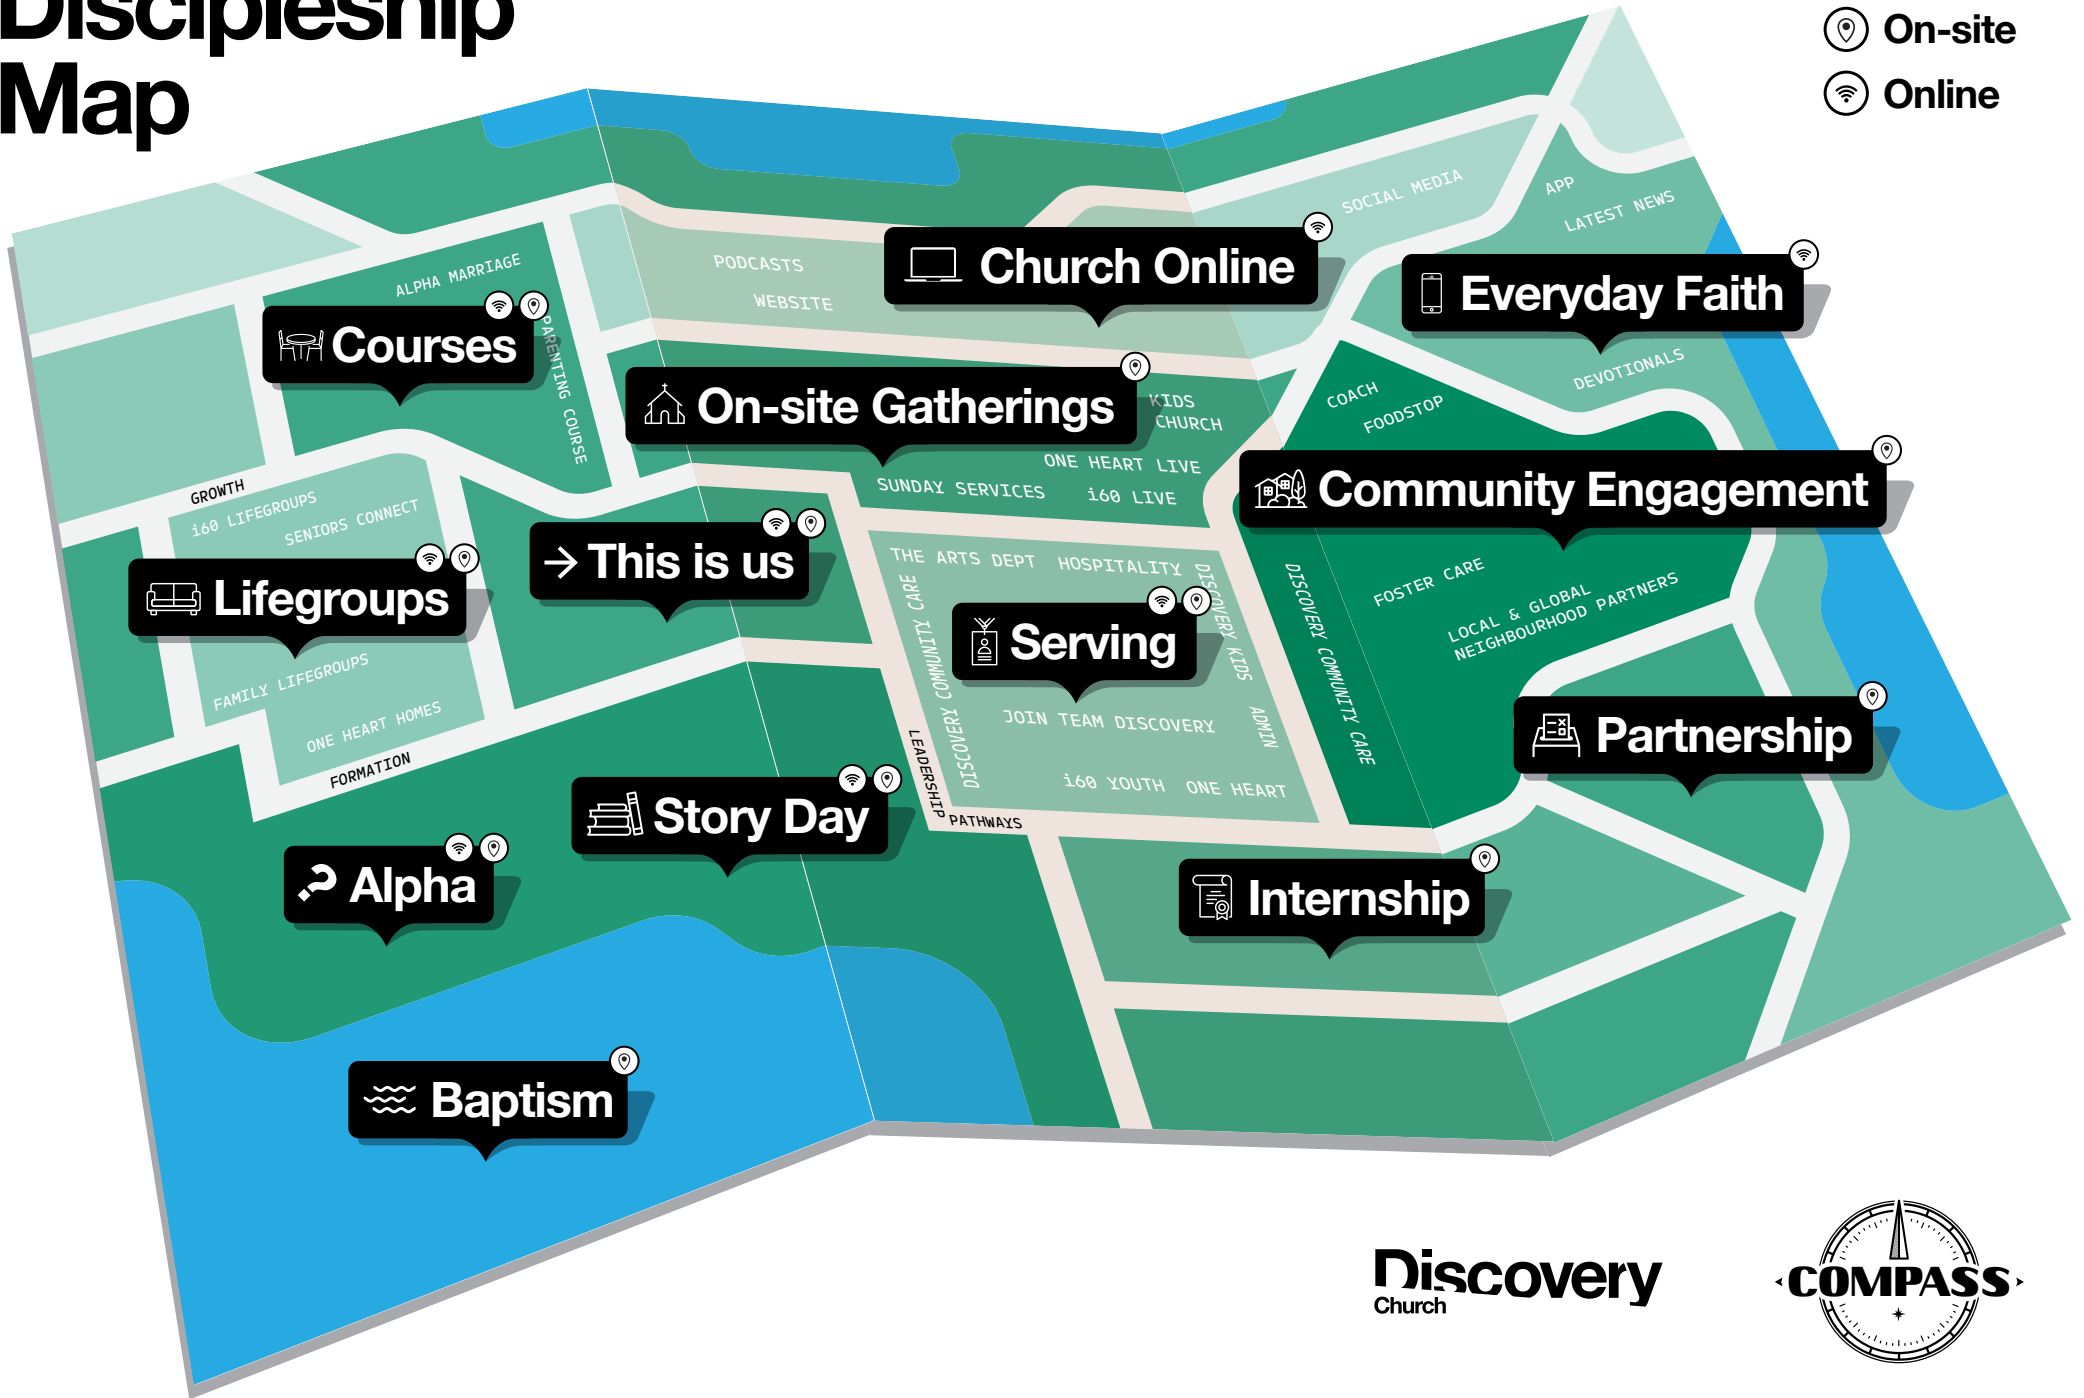 Discipleship
Map
On-site
Online
ALPHA MARRIAGE
Courses
PARENTING COURSE
PODCASTS
WEBSITE
Church Online
SOCIAL MEDIA
APP
LATEST NEWS
Everyday Faith
DEVOTIONALS
On-site Gatherings
KIDS
CHURCH
ONE HEART LIVE
SUNDAY SERVICES
i60 LIVE
COACH
FOODSTOP
Community Engagement
FOSTER CARE
LOCAL & GLOBAL
NEIGHBOURHOOD PARTNERS
DISCOVERY COMMUNITY CARE
GROWTH
i60 LIFEGROUPS
SENIORS CONNECT
Lifegroups
FAMILY LIFEGROUPS
ONE HEART HOMES
FORMATION
This is us
THE ARTS DEPT
HOSPITALITY
DISCOVERY COMMUNITY CARE
DISCOVERY KIDS
ADMIN
Serving
JOIN TEAM DISCOVERY
i60 YOUTH
ONE HEART
LEADERSHIP
PATHWAYS
Partnership
Story Day
Alpha
Internship
Baptism
Discovery
Church
COMPASS